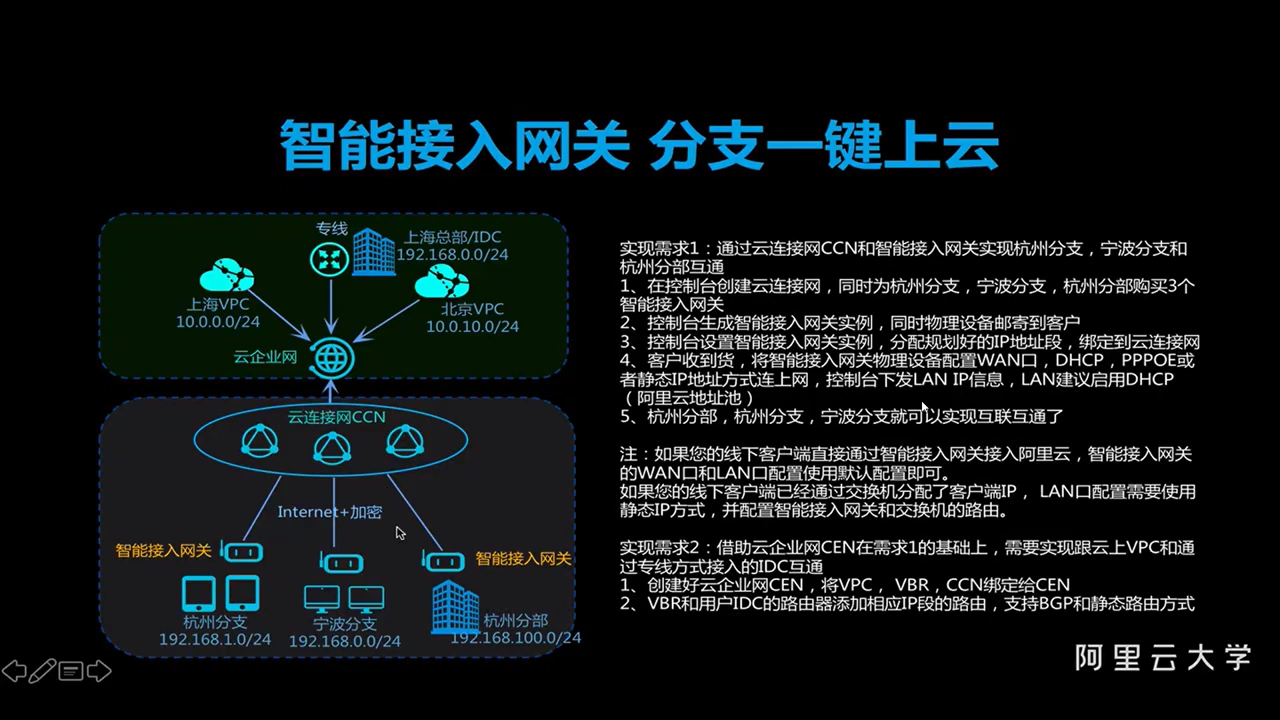 智能接入网关 分支一键上云
专线
上海总部/IDC
192.168.0.0/24
上海VPC
10.0.0.0/24
北京VPC
10.0.10.0/24
云企业网
云连接网CCN
Internet+加密
智能接入网关
智能接入网关
杭州分支
192.168.1.0/24
宁波分支
192.168.0.0/24
杭州分部
192.168.100.0/24
实现需求1：通过云连接网CCN和智能接入网关实现杭州分支，宁波分支和
杭州分部互通
1、在控制台创建云连接网，同时为杭州分支，宁波分支，杭州分部购买3个
智能接入网关
2、控制台生成智能接入网关实例，同时物理设备邮寄到客户
3、控制台设置智能接入网关实例，分配规划好的IP地址段，绑定到云连接网
4、客户收到货，将智能接入网关物理设备配置WAN口，DHCP，PPPOE或
者静态IP地址方式连上网，控制台下发LAN IP信息，LAN建议启用DHCP
（阿里云地址池）
5、杭州分部，杭州分支，宁波分支就可以实现互联互通了
注：如果您的线下客户端直接通过智能接入网关接入阿里云，智能接入网关
的WAN口和LAN口配置使用默认配置即可。
如果您的线下客户端已经通过交换机分配了客户端IP， LAN口配置需要使用
静态IP方式，并配置智能接入网关和交换机的路由。
实现需求2：借助云企业网CEN在需求1的基础上，需要实现跟云上VPC和通
过专线方式接入的IDC互通
1、创建好云企业网CEN，将VPC，VBR，CCN绑定给CEN
2、VBR和用户IDC的路由器添加相应IP段的路由，支持BGP和静态路由方式
阿里云大学